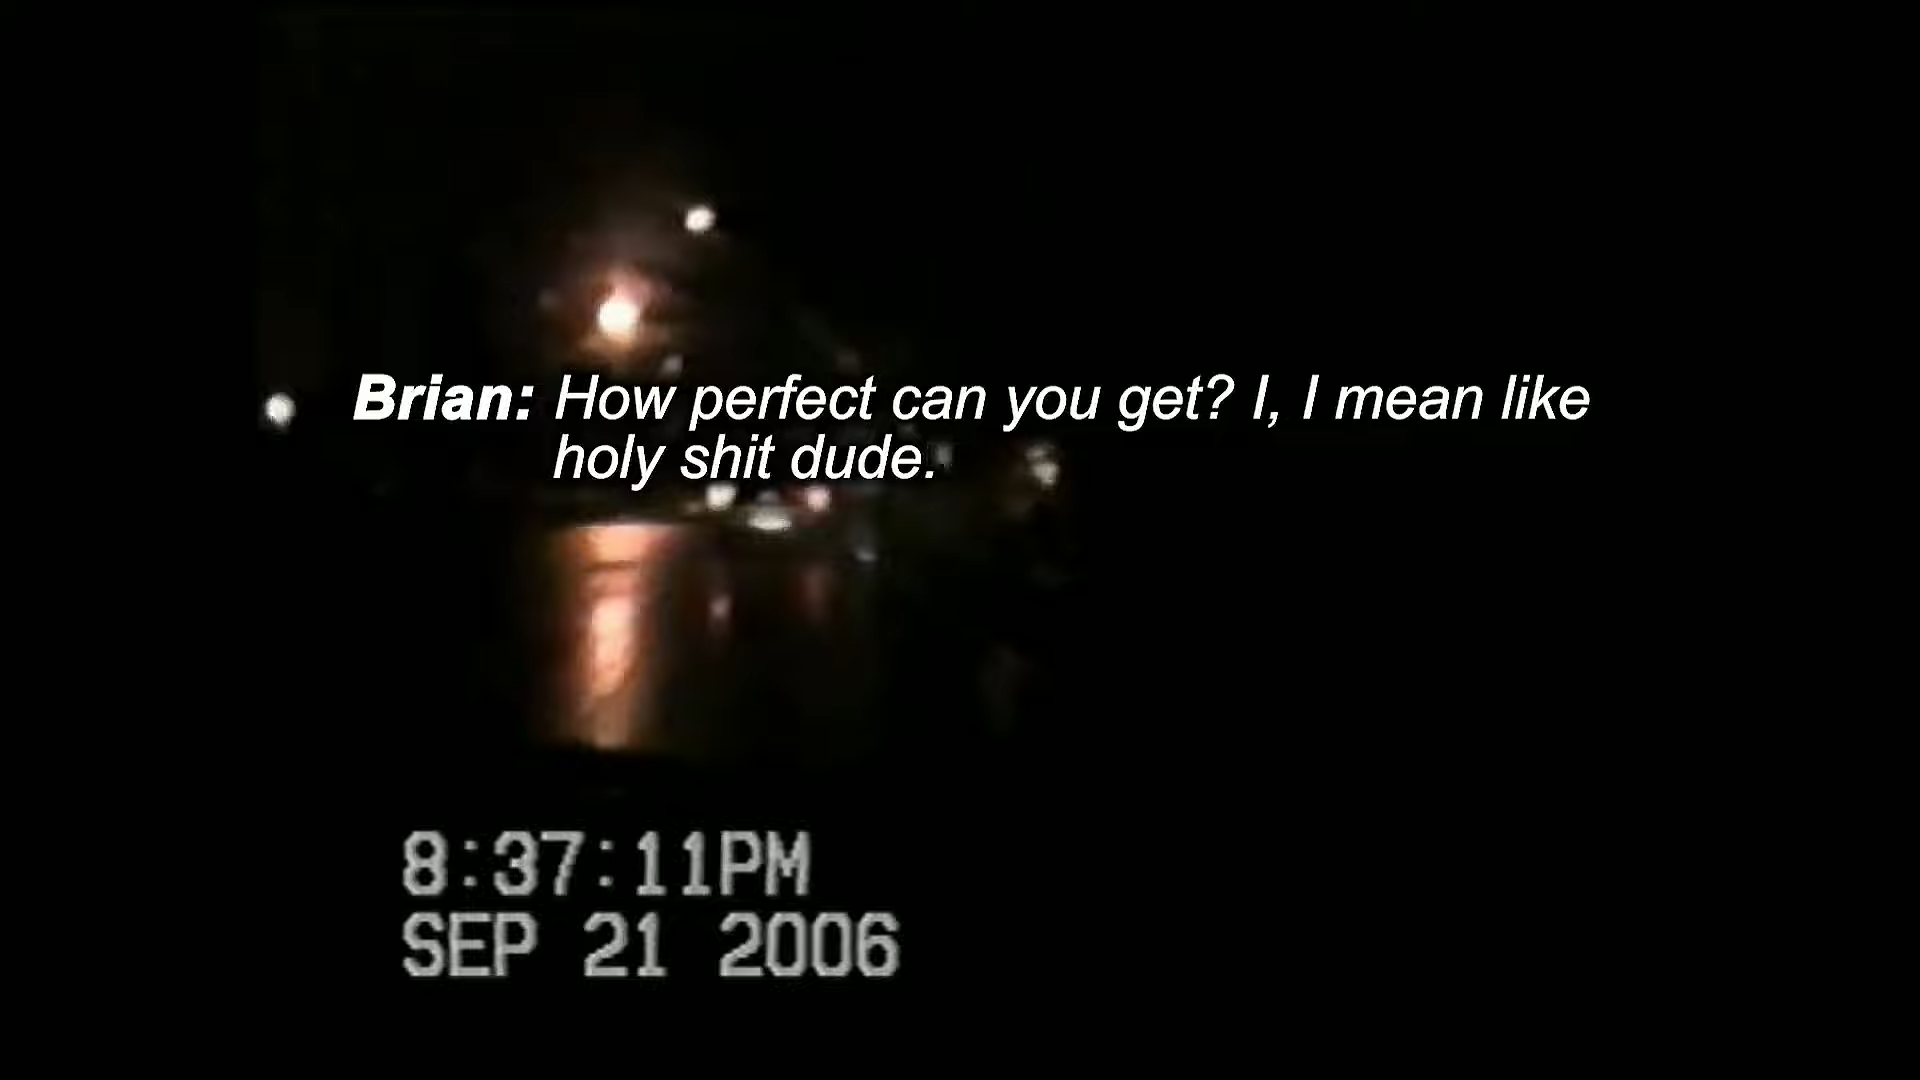 Brian: How perfect can you get? I, I mean like
holy shit dude.
8:37:11PM
SEP 21 2006